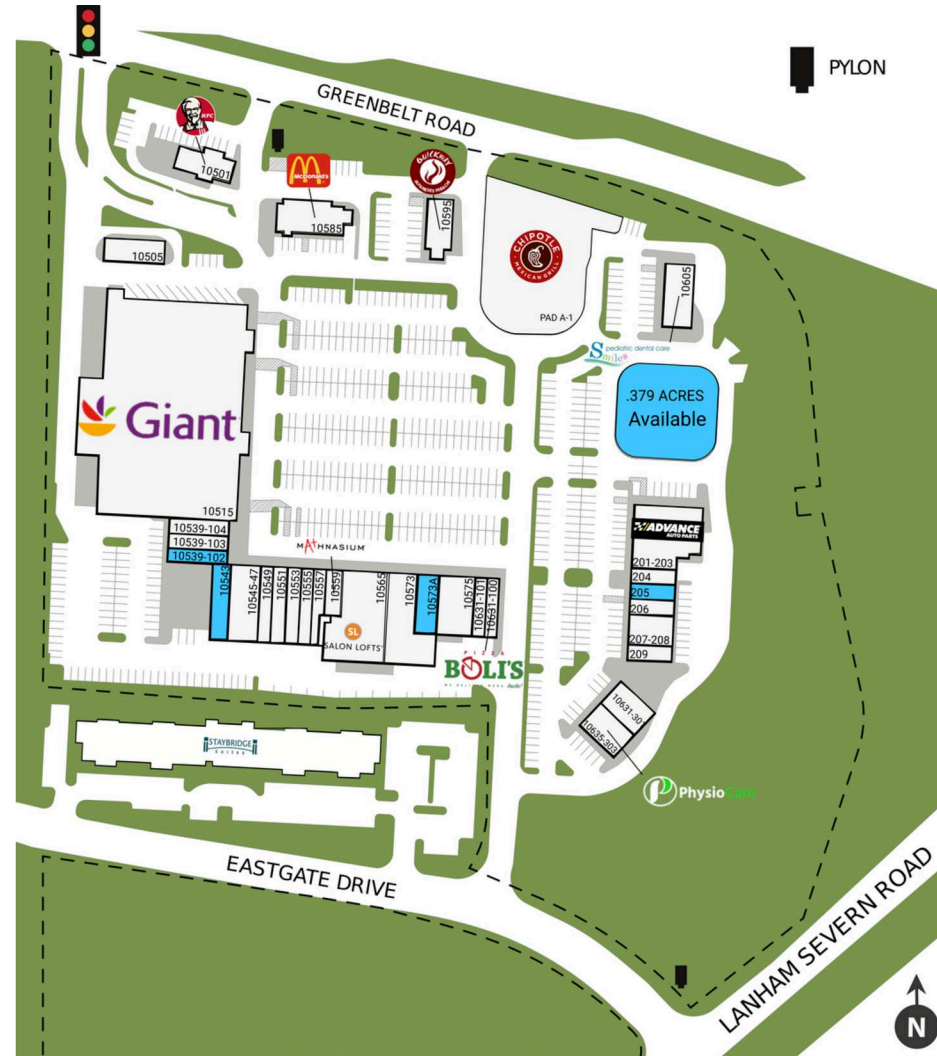 PYLON
GREENBELT ROAD
KFC
10501
McDonald's
10585
10595
CHIPOTLE
MEXICAN GRILL
PAD A-1
10505
10605
Smiles
pediatric dental care
.379 ACRES
Available
Giant
10515
10539-104
10539-103
10539-102
MATHNASIUM
10543
10545-47
10549
10551
10553
10555
10557
10559
10565
10573
10573A
10575
10631-101
10631-100
SL
SALON LOFTS
PIZZA
BOLI'S
ADVANCE
AUTO PARTS
201-203
204
205
206
207-208
209
10631-30
10635-303
PhysioCare
STAYBRIDGE
SUITES
EASTGATE DRIVE
LANHAM SEVERN ROAD
N